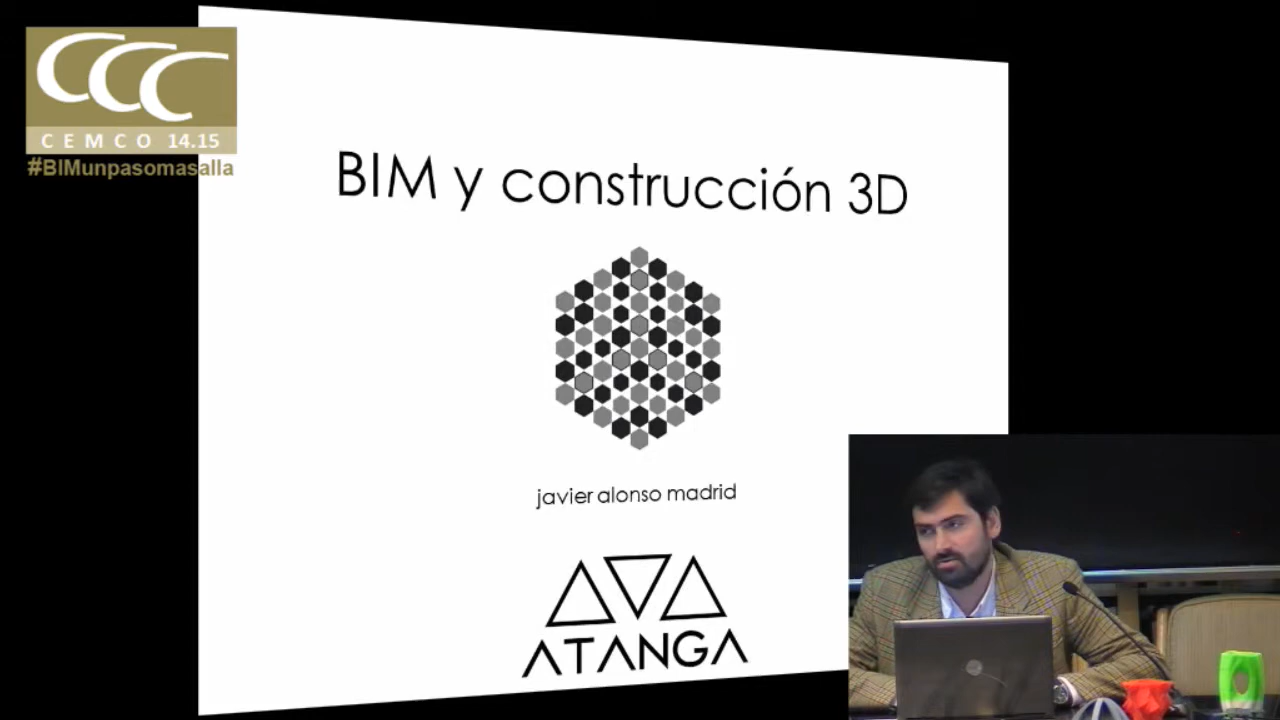 CCC
CEMCO 14.15
#BIMunpasomasalla
BIM y construcción 3D
javier alonso madrid
ATANGA